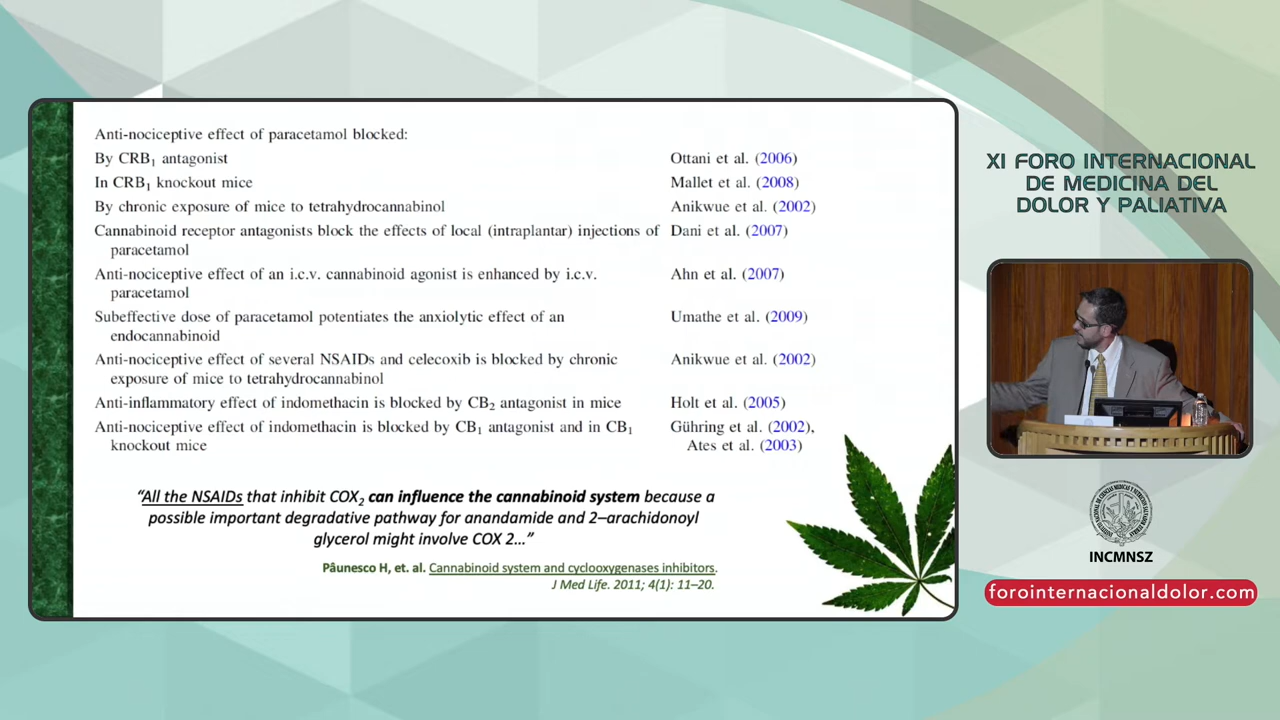 Anti-nociceptive effect of paracetamol blocked:
By CRB₁ antagonist Ottani et al. (2006)
In CRB₁ knockout mice Mallet et al. (2008)
By chronic exposure of mice to tetrahydrocannabinol Anikwue et al. (2002)
Cannabinoid receptor antagonists block the effects of local (intraplantar) injections of Dani et al. (2007)
paracetamol
Anti-nociceptive effect of an i.c.v. cannabinoid agonist is enhanced by i.c.v. Ahn et al. (2007)
paracetamol
Subeffective dose of paracetamol potentiates the anxiolytic effect of an Umathe et al. (2009)
endocannabinoid
Anti-nociceptive effect of several NSAIDs and celecoxib is blocked by chronic Anikwue et al. (2002)
exposure of mice to tetrahydrocannabinol
Anti-inflammatory effect of indomethacin is blocked by CB₂ antagonist in mice Holt et al. (2005)
Anti-nociceptive effect of indomethacin is blocked by CB₁ antagonist and in CB₁ Gühring et al. (2002),
knockout mice Ates et al. (2003)
“All the NSAIDs that inhibit COX₂ can influence the cannabinoid system because a
possible important degradative pathway for anandamide and 2–arachidonoyl
glycerol might involve COX 2…”
Pâunesco H, et. al. Cannabinoid system and cyclooxygenases inhibitors.
J Med Life. 2011; 4(1): 11–20.
XI FORO INTERNACIONAL
DE MEDICINA DEL
DOLOR Y PALIATIVA
INCMNSZ
forointernacionaldolor.com